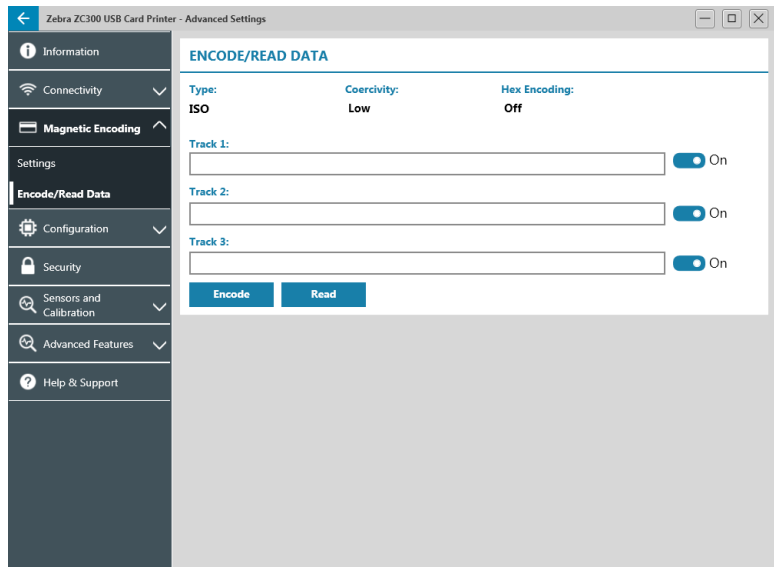 Zebra ZC300 USB Card Printer - Advanced Settings
Information
Connectivity
Magnetic Encoding
Settings
Encode/Read Data
Configuration
Security
Sensors and
Calibration
Advanced Features
Help & Support
ENCODE/READ DATA
Type: Coercivity: Hex Encoding:
ISO Low Off
Track 1:
On
Track 2:
On
Track 3:
On
Encode Read